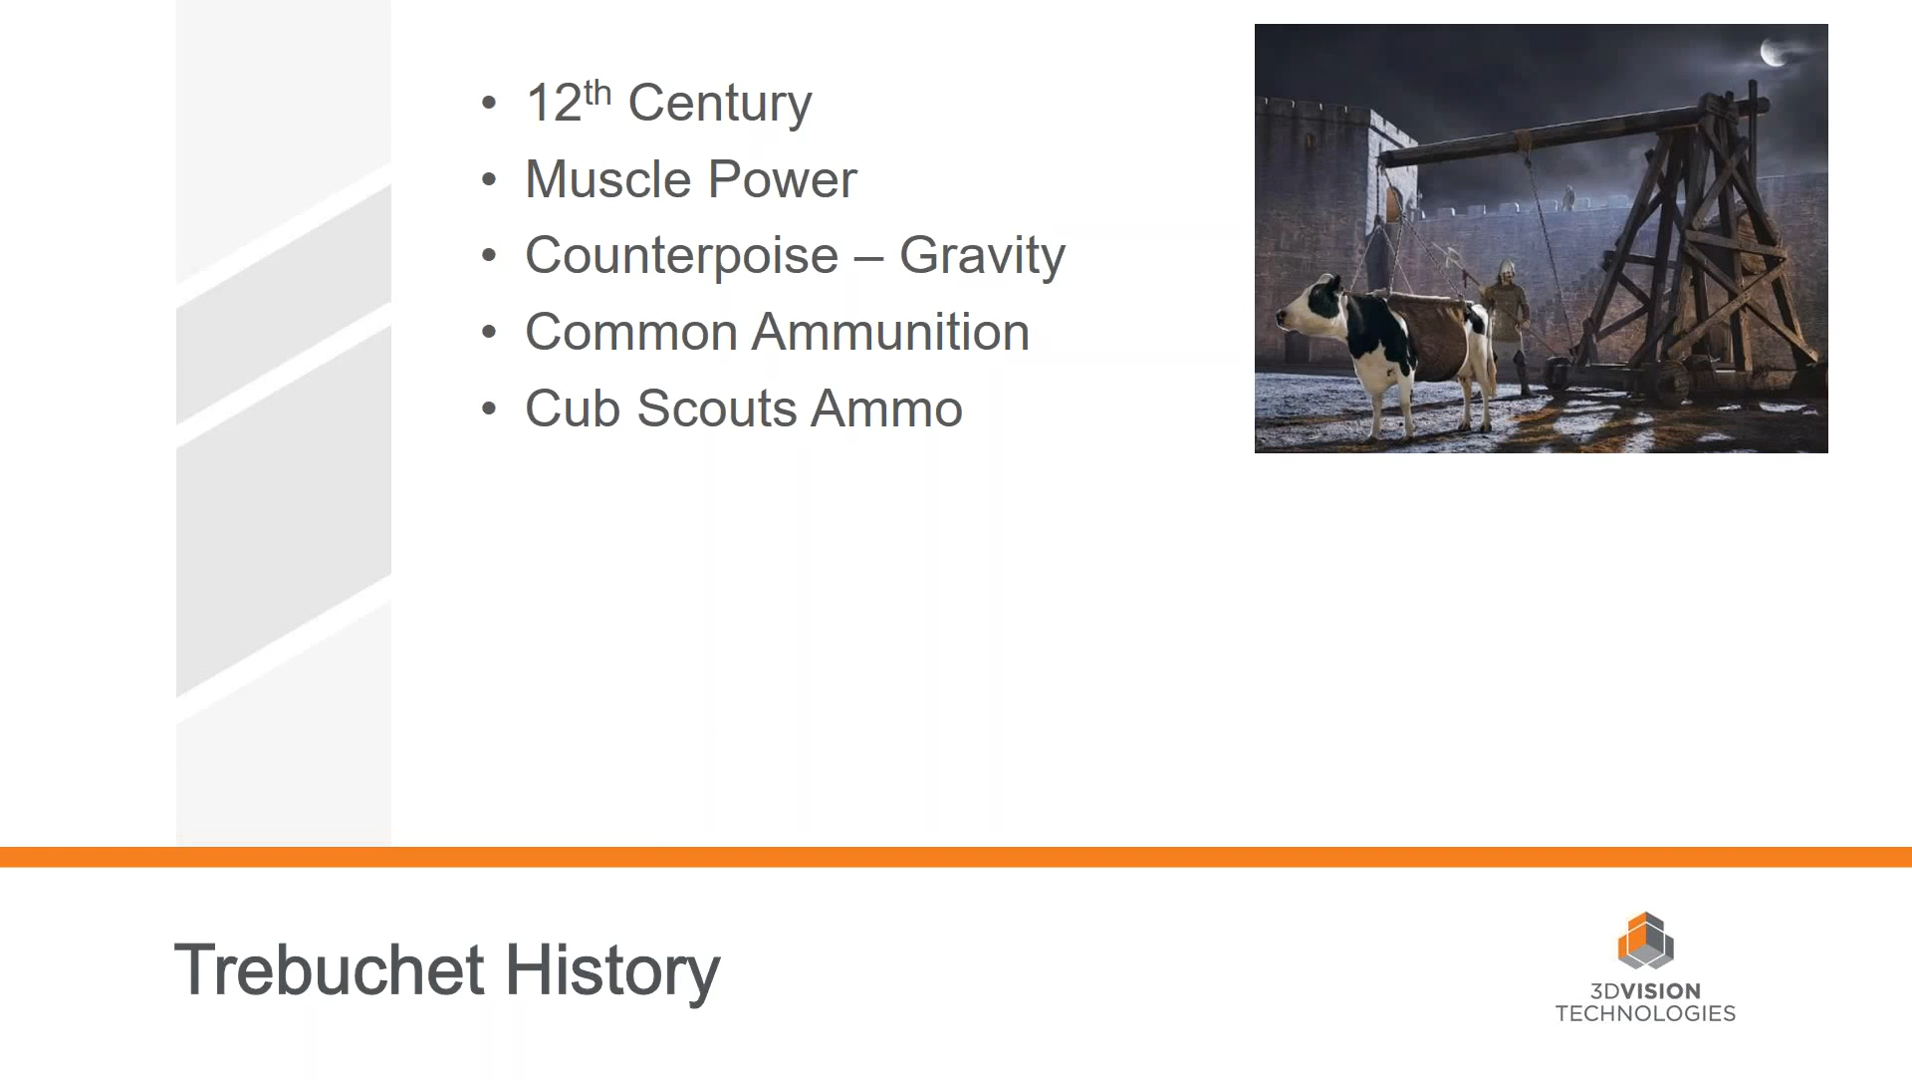 • 12th Century
• Muscle Power
• Counterpoise – Gravity
• Common Ammunition
• Cub Scouts Ammo
Trebuchet History
3DVISION
TECHNOLOGIES